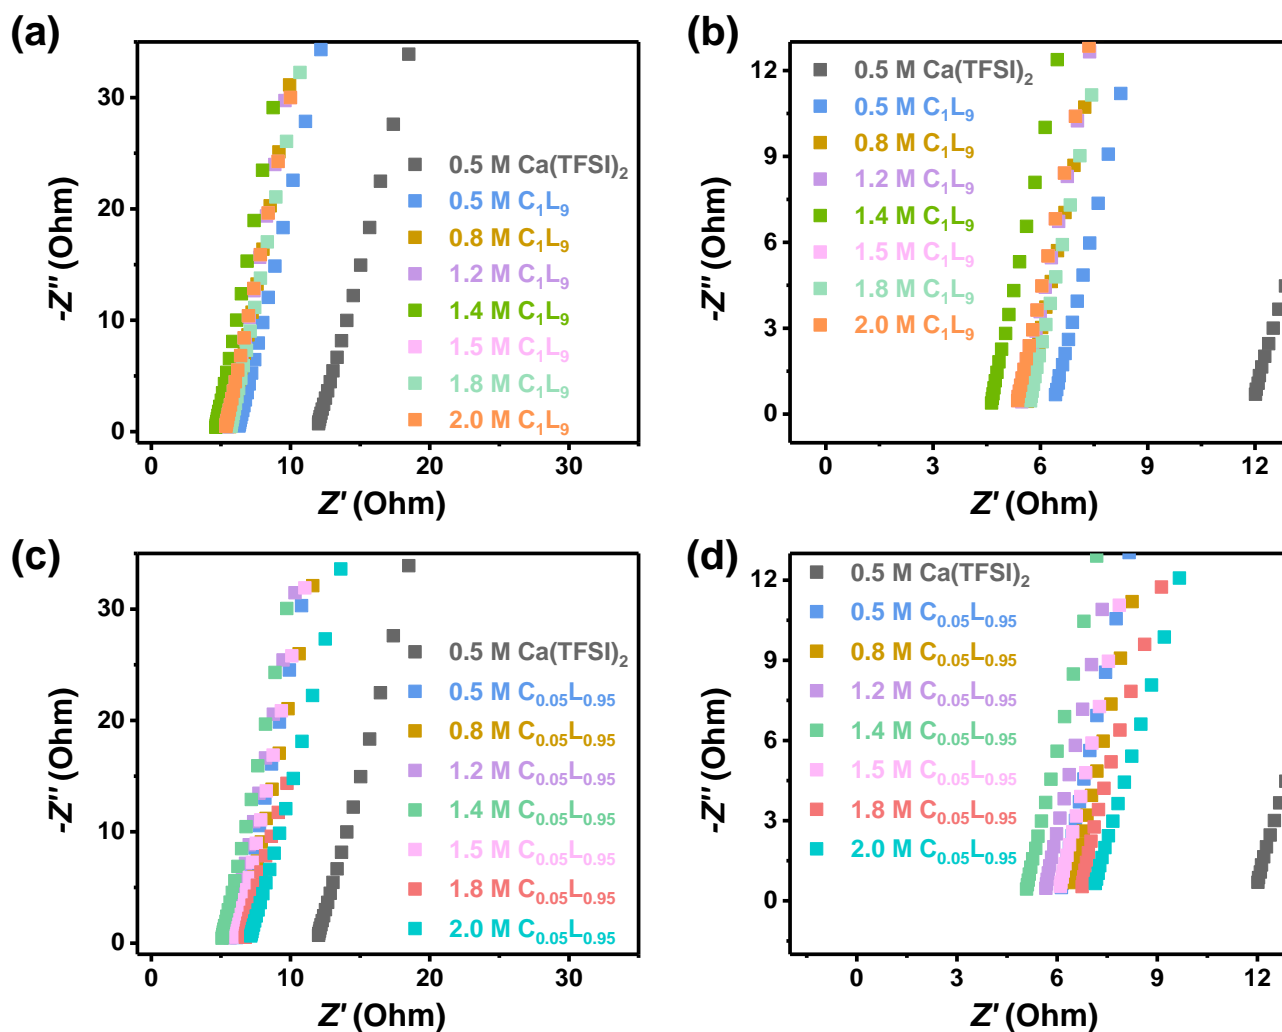 (a)
-Z'' (Ohm)
30
20
10
0
0 10 20 30
Z' (Ohm)
0.5 M Ca(TFSI)₂
0.5 M C₁L₉
0.8 M C₁L₉
1.2 M C₁L₉
1.4 M C₁L₉
1.5 M C₁L₉
1.8 M C₁L₉
2.0 M C₁L₉
(b)
-Z'' (Ohm)
12
9
6
3
0
0 3 6 9 12
Z' (Ohm)
0.5 M Ca(TFSI)₂
0.5 M C₁L₉
0.8 M C₁L₉
1.2 M C₁L₉
1.4 M C₁L₉
1.5 M C₁L₉
1.8 M C₁L₉
2.0 M C₁L₉
(c)
-Z'' (Ohm)
30
20
10
0
0 10 20 30
Z' (Ohm)
0.5 M Ca(TFSI)₂
0.5 M C₀.₀₅L₀.₉₅
0.8 M C₀.₀₅L₀.₉₅
1.2 M C₀.₀₅L₀.₉₅
1.4 M C₀.₀₅L₀.₉₅
1.5 M C₀.₀₅L₀.₉₅
1.8 M C₀.₀₅L₀.₉₅
2.0 M C₀.₀₅L₀.₉₅
(d)
-Z'' (Ohm)
12
9
6
3
0
0 3 6 9 12
Z' (Ohm)
0.5 M Ca(TFSI)₂
0.5 M C₀.₀₅L₀.₉₅
0.8 M C₀.₀₅L₀.₉₅
1.2 M C₀.₀₅L₀.₉₅
1.4 M C₀.₀₅L₀.₉₅
1.5 M C₀.₀₅L₀.₉₅
1.8 M C₀.₀₅L₀.₉₅
2.0 M C₀.₀₅L₀.₉₅